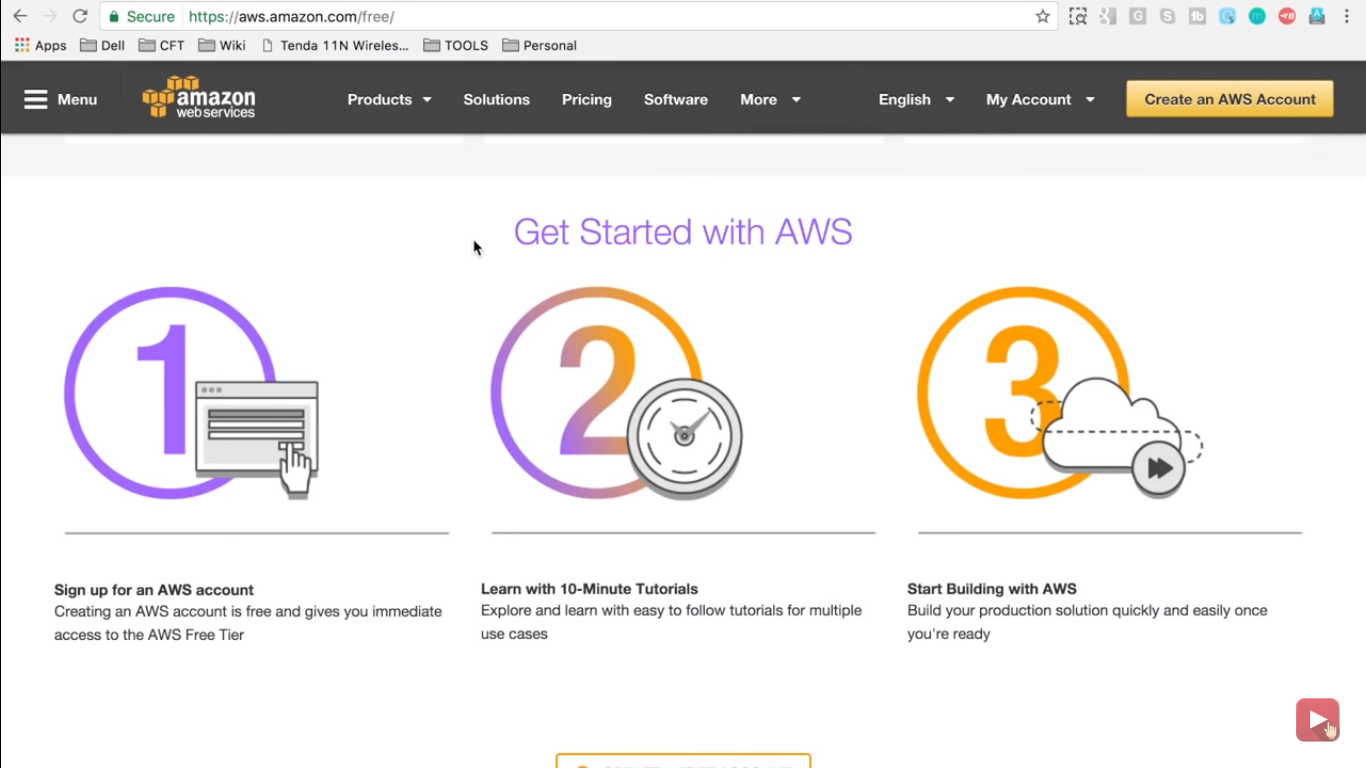 Secure https://aws.amazon.com/free/
Apps Dell CFT Wiki Tenda 11N Wireles... TOOLS Personal
Menu amazon web services Products Solutions Pricing Software More English My Account Create an AWS Account
Get Started with AWS
1 2 3
Sign up for an AWS account
Creating an AWS account is free and gives you immediate
access to the AWS Free Tier
Learn with 10-Minute Tutorials
Explore and learn with easy to follow tutorials for multiple
use cases
Start Building with AWS
Build your production solution quickly and easily once
you're ready